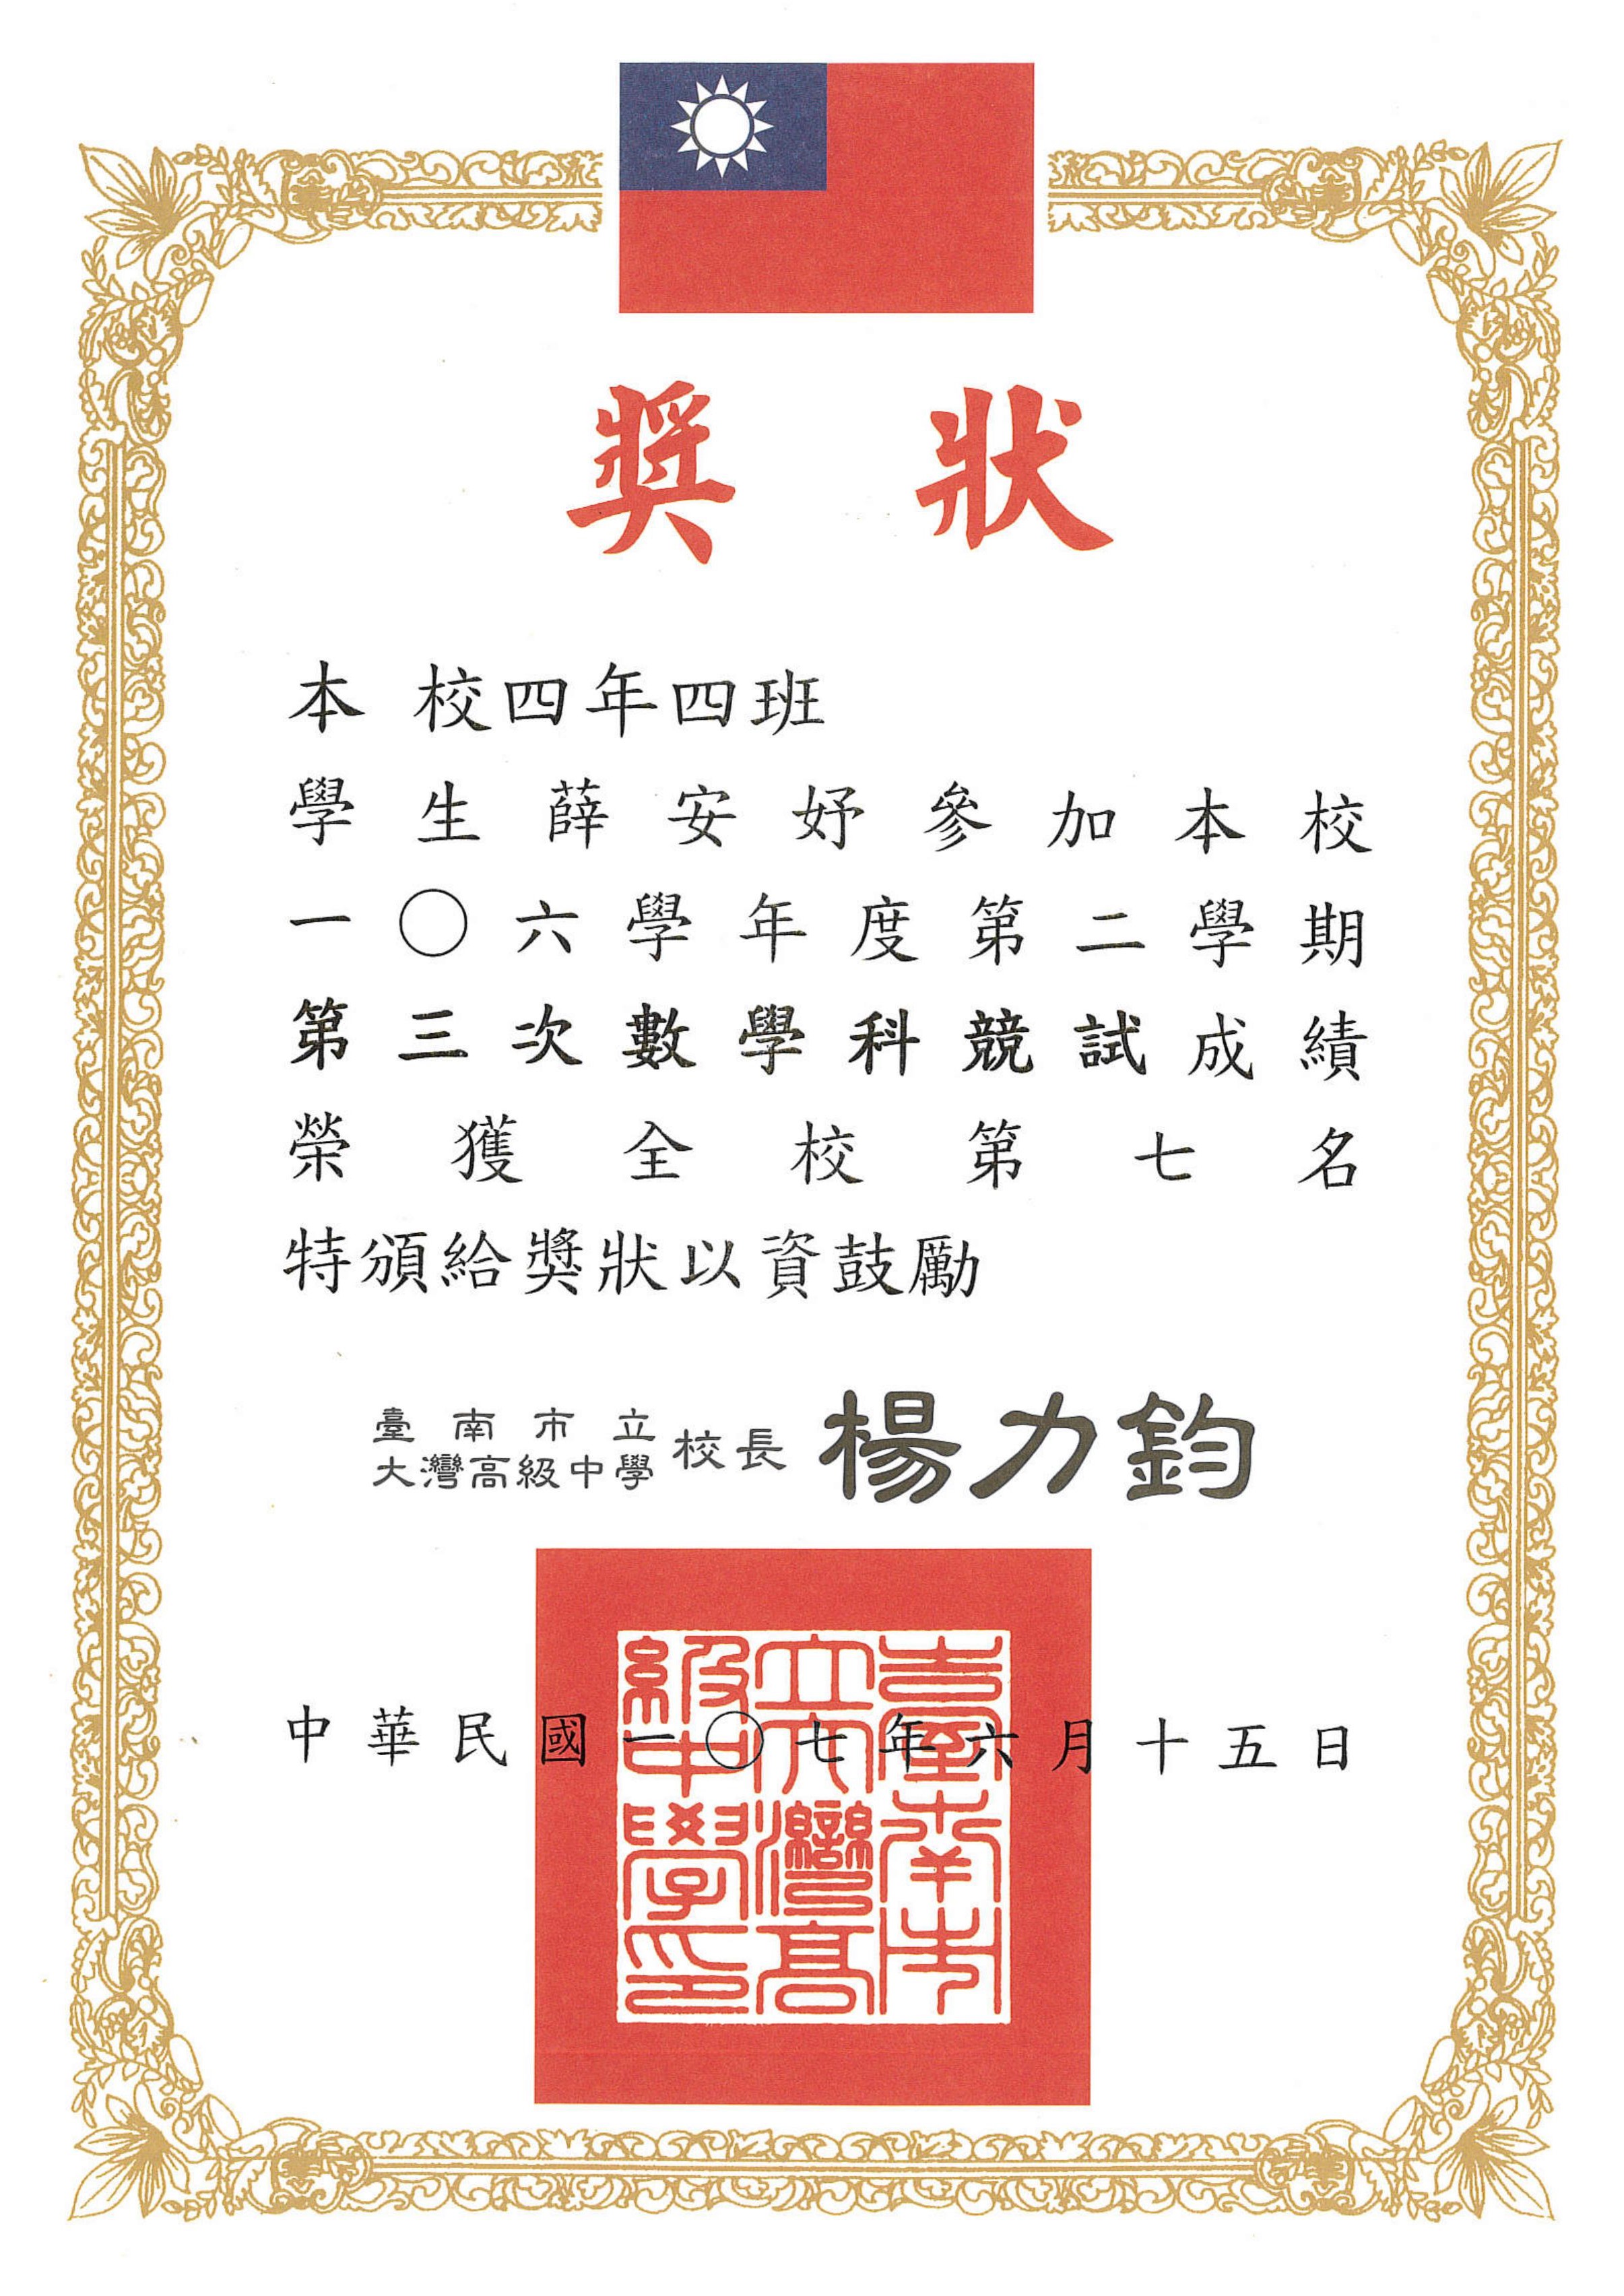 獎狀
本校四年四班
學生薛安妤參加本校
一〇六學年度第二學期
第三次數學科競試成績
榮獲全校第七名
特頒給獎狀以資鼓勵
臺南市立
大灣高級中學
校長 楊力鈞
中華民國一〇七年六月十五日
臺南市
立大灣高
級中學印